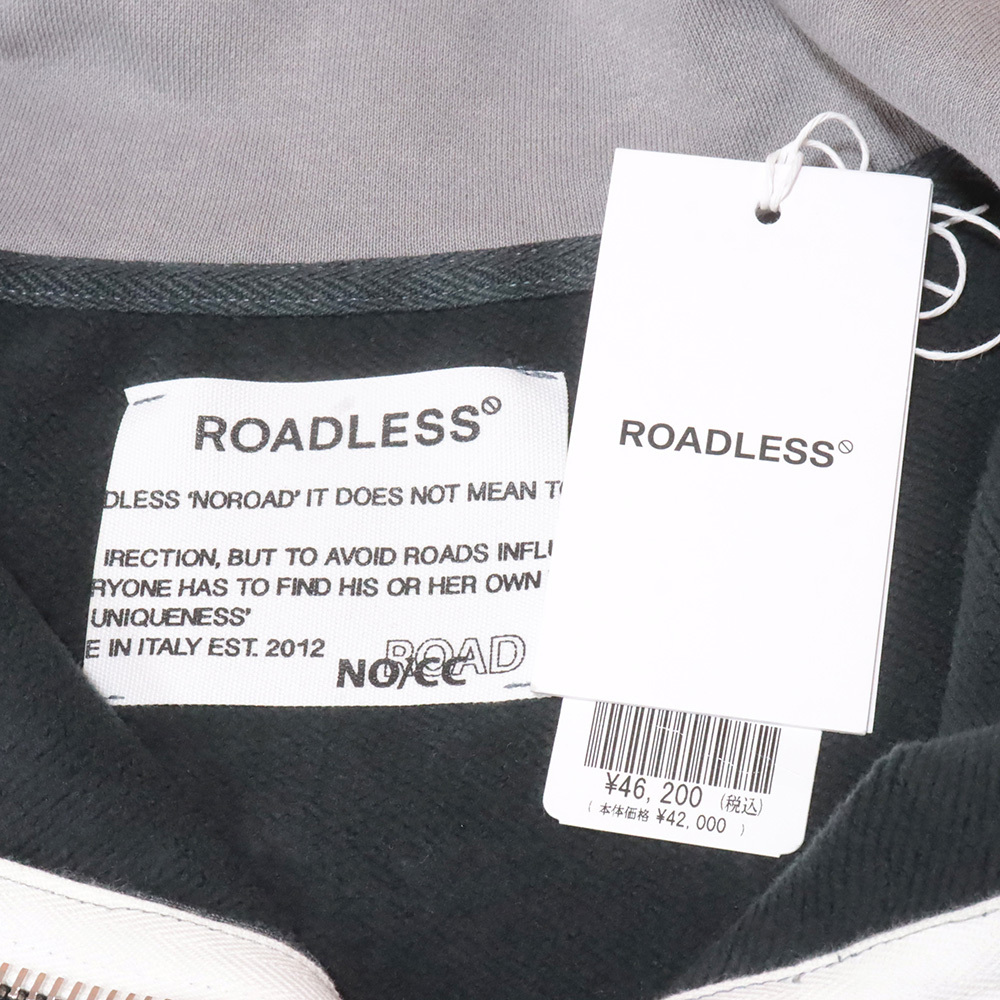 ROADLESS
DLESS ‘NOROAD’ IT DOES NOT MEAN
IRECTION, BUT TO AVOID ROADS INFLU
RYONE HAS TO FIND HIS OR HER OWN
UNIQUENESS’
E IN ITALY EST. 2012
ROAD
NO/CC
ROADLESS
¥46,200 (税込)
( 本体価格 ¥42,000 )